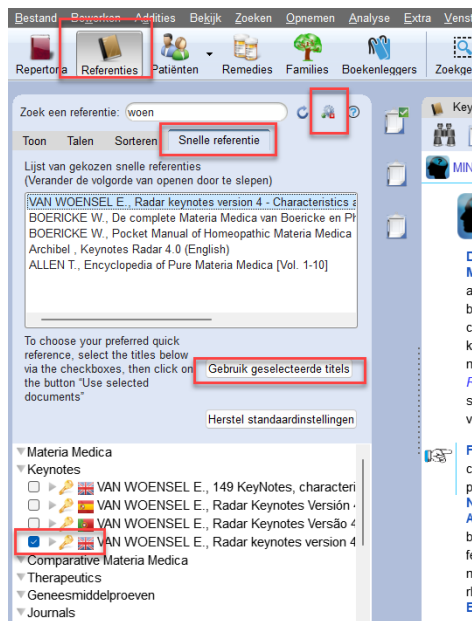 Bestand Bewerken Addities Bekijk Zoeken Opnemen Analyse Extra Venst
Repertoria Referenties Patiënten Remedies Families Boekenleggers Zoekge
Zoek een referentie: woen
Key
Toon Talen Sorteren Snelle referentie
MIN
Lijst van gekozen snelle referenties
(Verander de volgorde van openen door te slepen)
VAN WOENSEL E., Radar keynotes version 4 - Characteristics a
BOERICKE W., De complete Materia Medica van Boericke en Ph
BOERICKE W., Pocket Manual of Homeopathic Materia Medica
Archibel , Keynotes Radar 4.0 (English)
ALLEN T., Encyclopedia of Pure Materia Medica [Vol. 1-10]
To choose your preferred quick
reference, select the titles below
via the checkboxes, then click on
the button “Use selected
documents”
Gebruik geselecteerde titels
Herstel standaardinstellingen
Materia Medica
Keynotes
VAN WOENSEL E., 149 KeyNotes, characteri
VAN WOENSEL E., Radar Keynotes Versión
VAN WOENSEL E., Radar Keynotes Versão 4
VAN WOENSEL E., Radar keynotes version 4
Comparative Materia Medica
Therapeutics
Geneesmiddelproeven
Journals